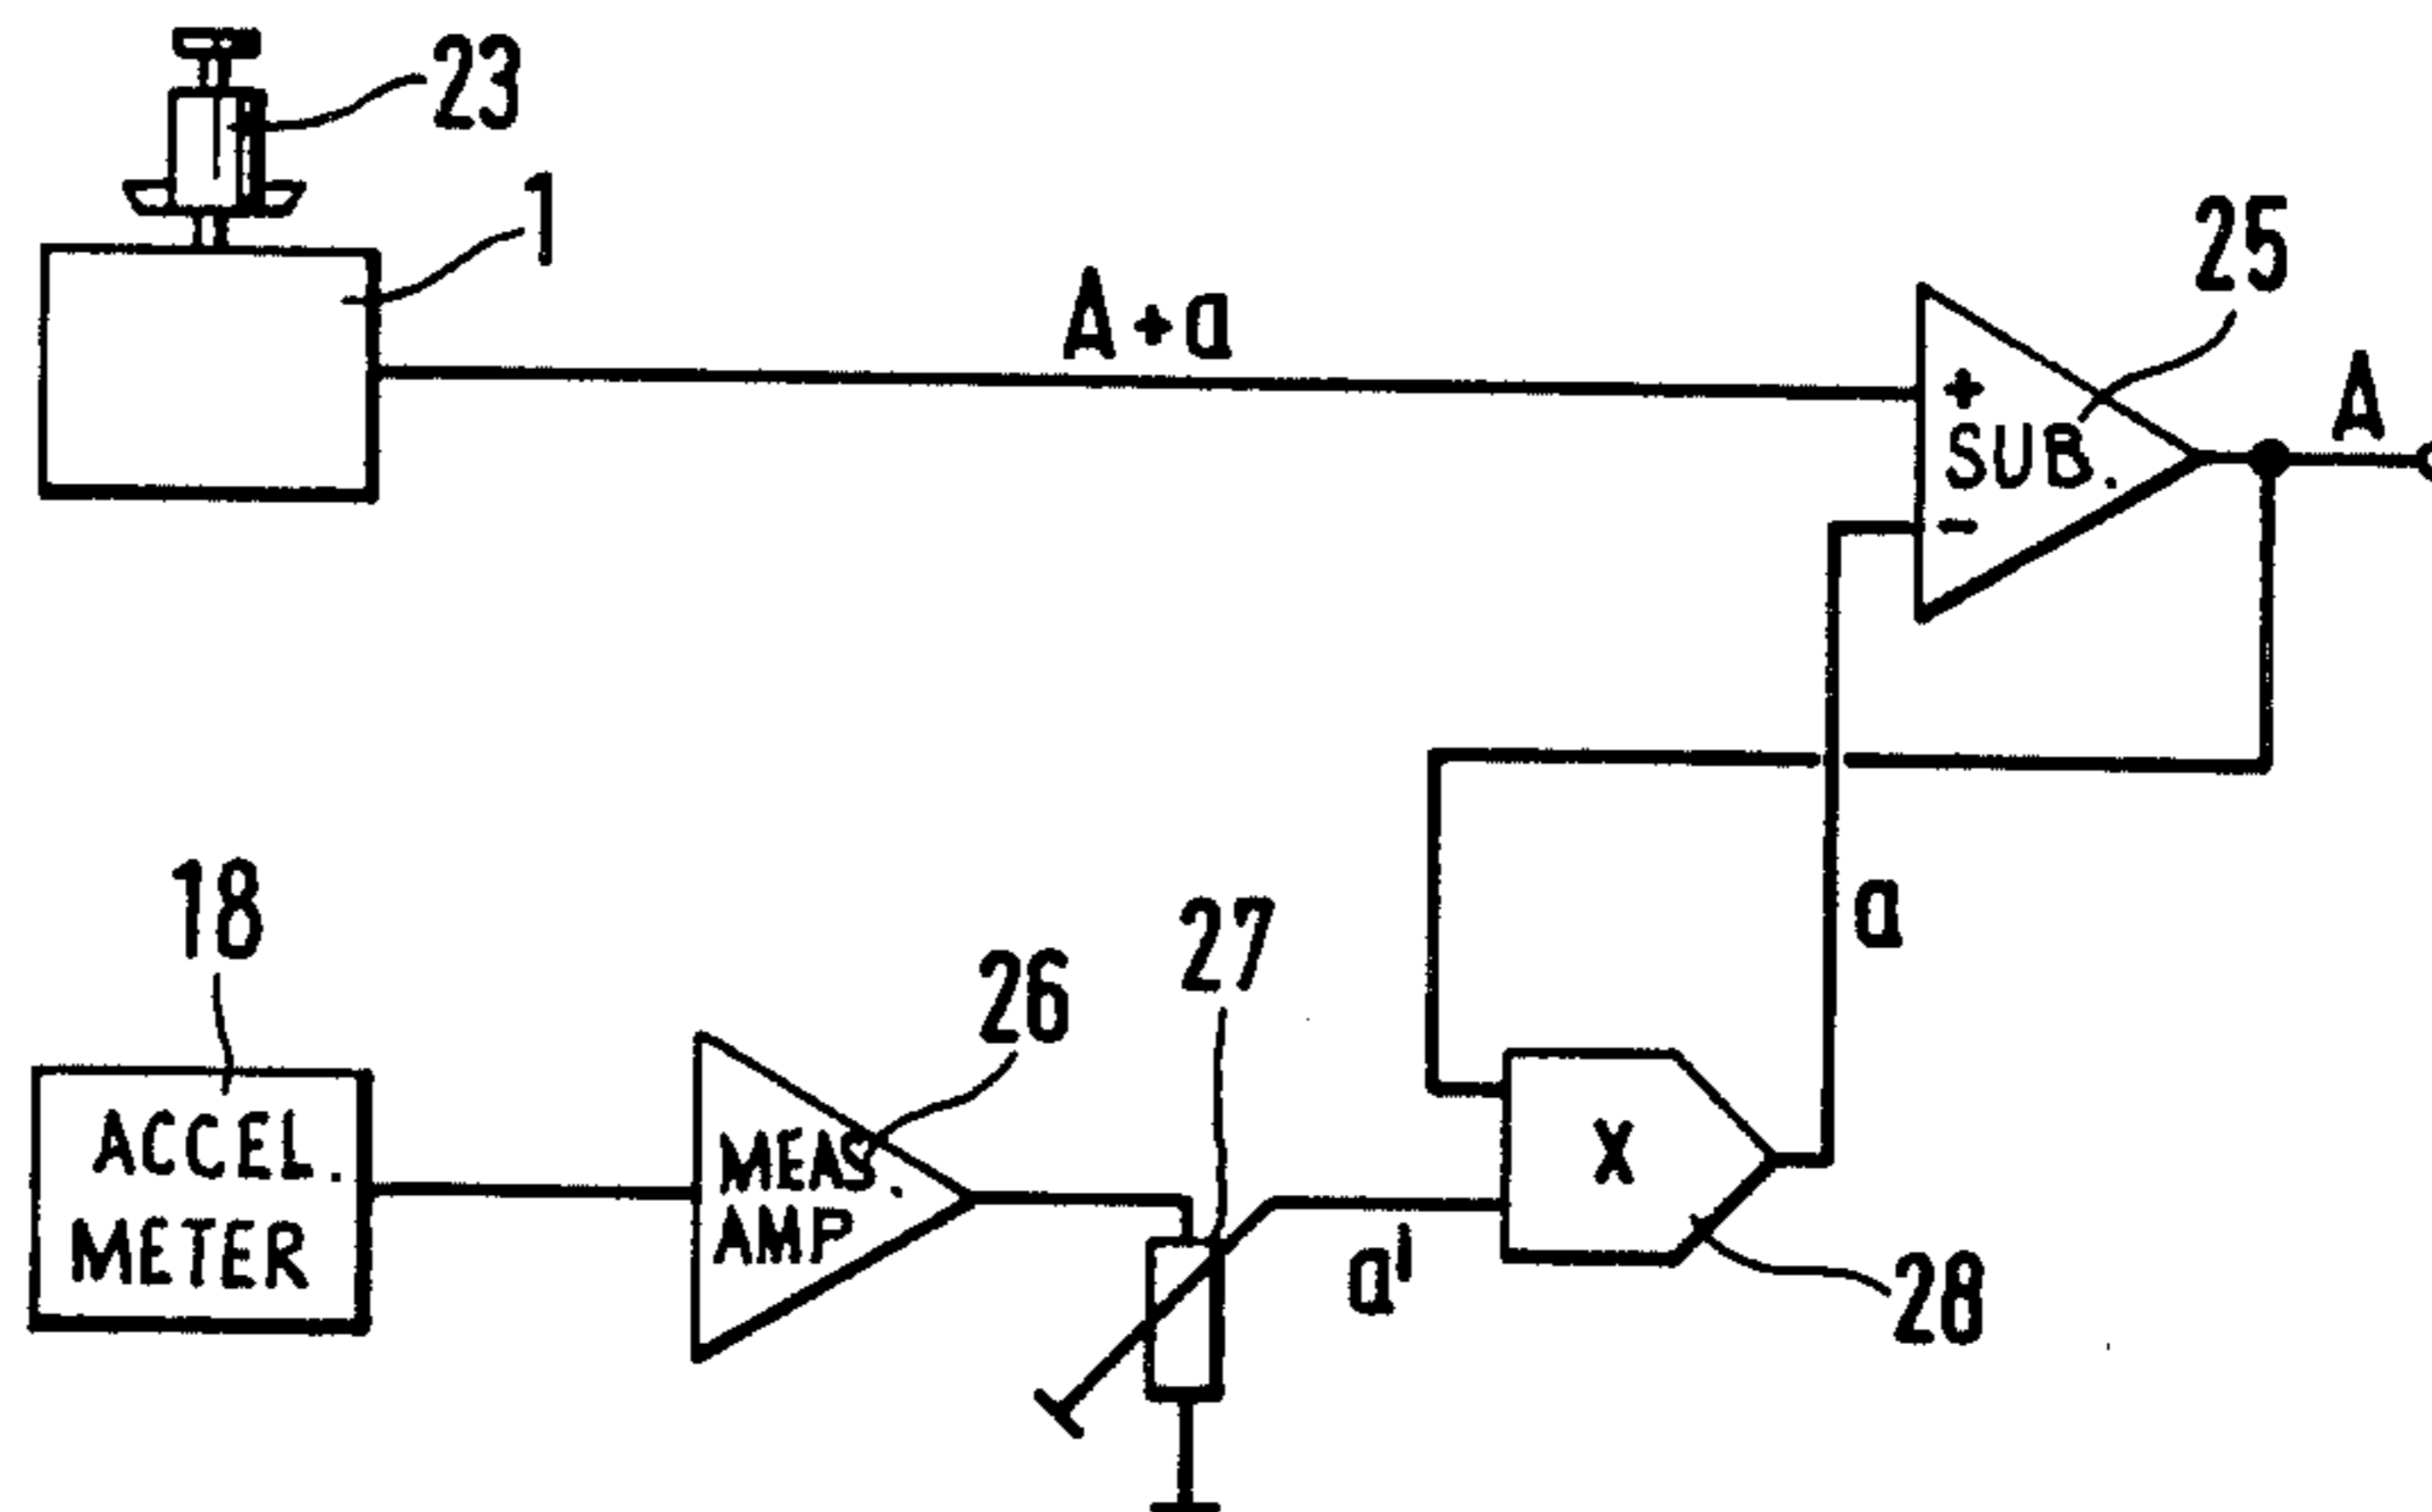 23
1
25
A+a
+
SUB.
-
A
18
26
27
a
ACCEL.
METER
MEAS.
AMP
X
a'
28